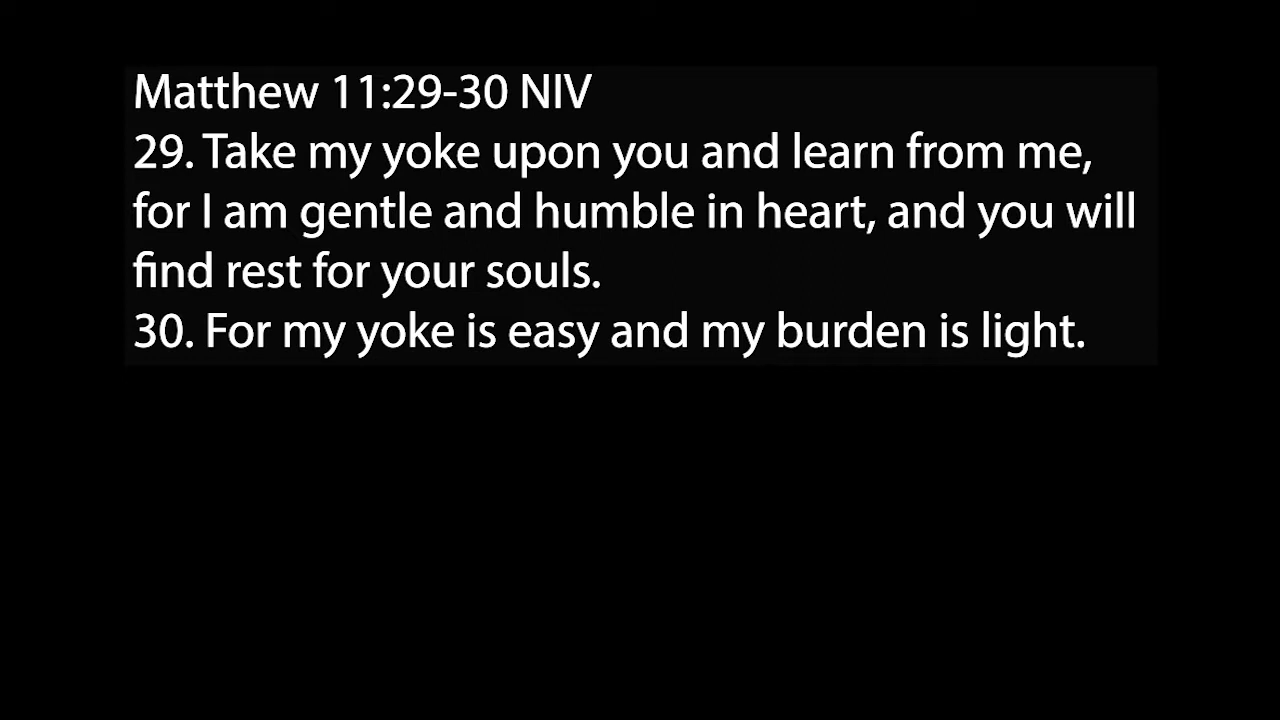 Matthew 11:29-30 NIV
29. Take my yoke upon you and learn from me,
for I am gentle and humble in heart, and you will
find rest for your souls.
30. For my yoke is easy and my burden is light.